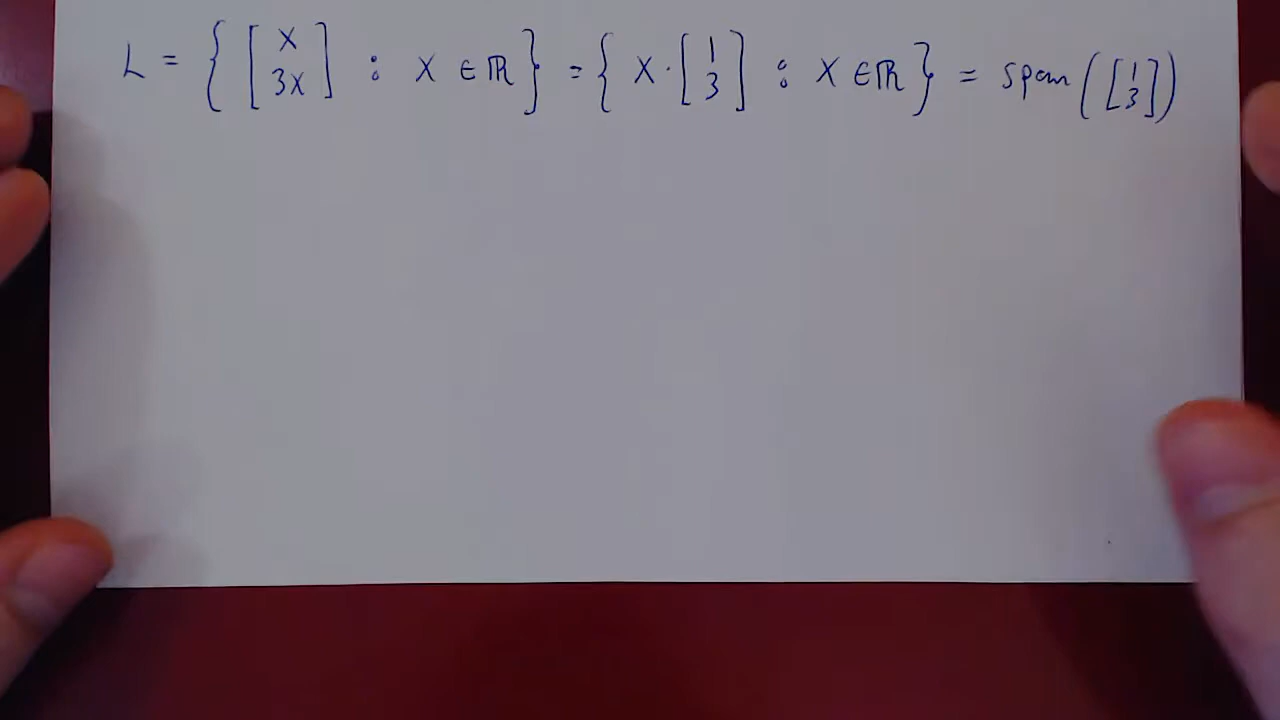 L = { [ x 3x ] : x ∈ ℝ } = { x · [ 1 3 ] : x ∈ ℝ } = span ( [ 1 3 ] )